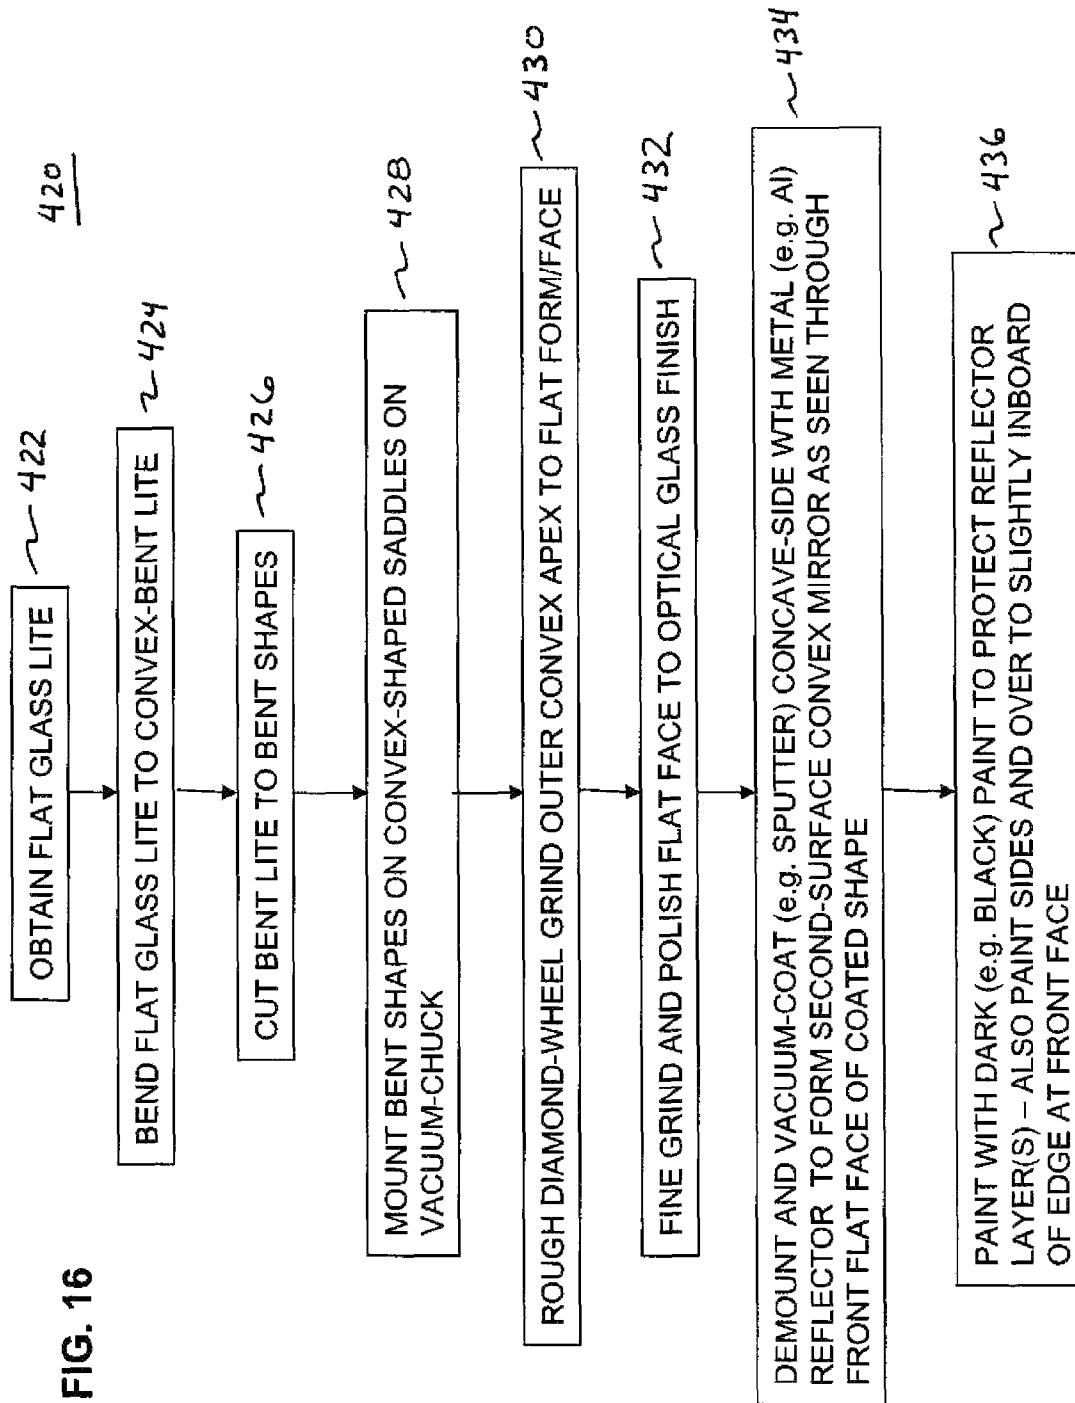 FIG. 16
420
OBTAIN FLAT GLASS LITE
422
BEND FLAT GLASS LITE TO CONVEX-BENT LITE
424
CUT BENT LITE TO BENT SHAPES
426
MOUNT BENT SHAPES ON CONVEX-SHAPED SADDLES ON
VACUUM-CHUCK
428
ROUGH DIAMOND-WHEEL GRIND OUTER CONVEX APEX TO FLAT FORM/FACE
430
FINE GRIND AND POLISH FLAT FACE TO OPTICAL GLASS FINISH
432
DEMOUNT AND VACUUM-COAT (e.g. SPUTTER) CONCAVE-SIDE WTH METAL (e.g. Al)
REFLECTOR TO FORM SECOND-SURFACE CONVEX MIRROR AS SEEN THROUGH
FRONT FLAT FACE OF COATED SHAPE
434
PAINT WITH DARK (e.g. BLACK) PAINT TO PROTECT REFLECTOR
LAYER(S) – ALSO PAINT SIDES AND OVER TO SLIGHTLY INBOARD
OF EDGE AT FRONT FACE
436